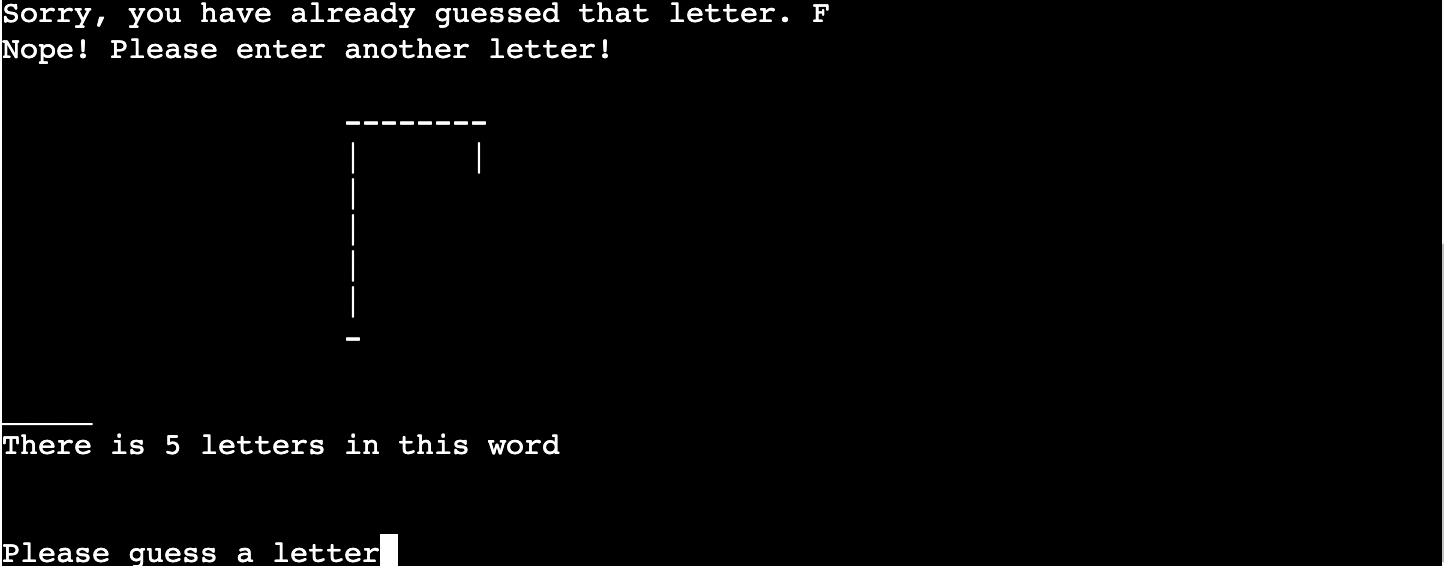 Sorry, you have already guessed that letter. F
Nope! Please enter another letter!
--------
|       |
|
|
|
|
-
_____
There is 5 letters in this word
Please guess a letter